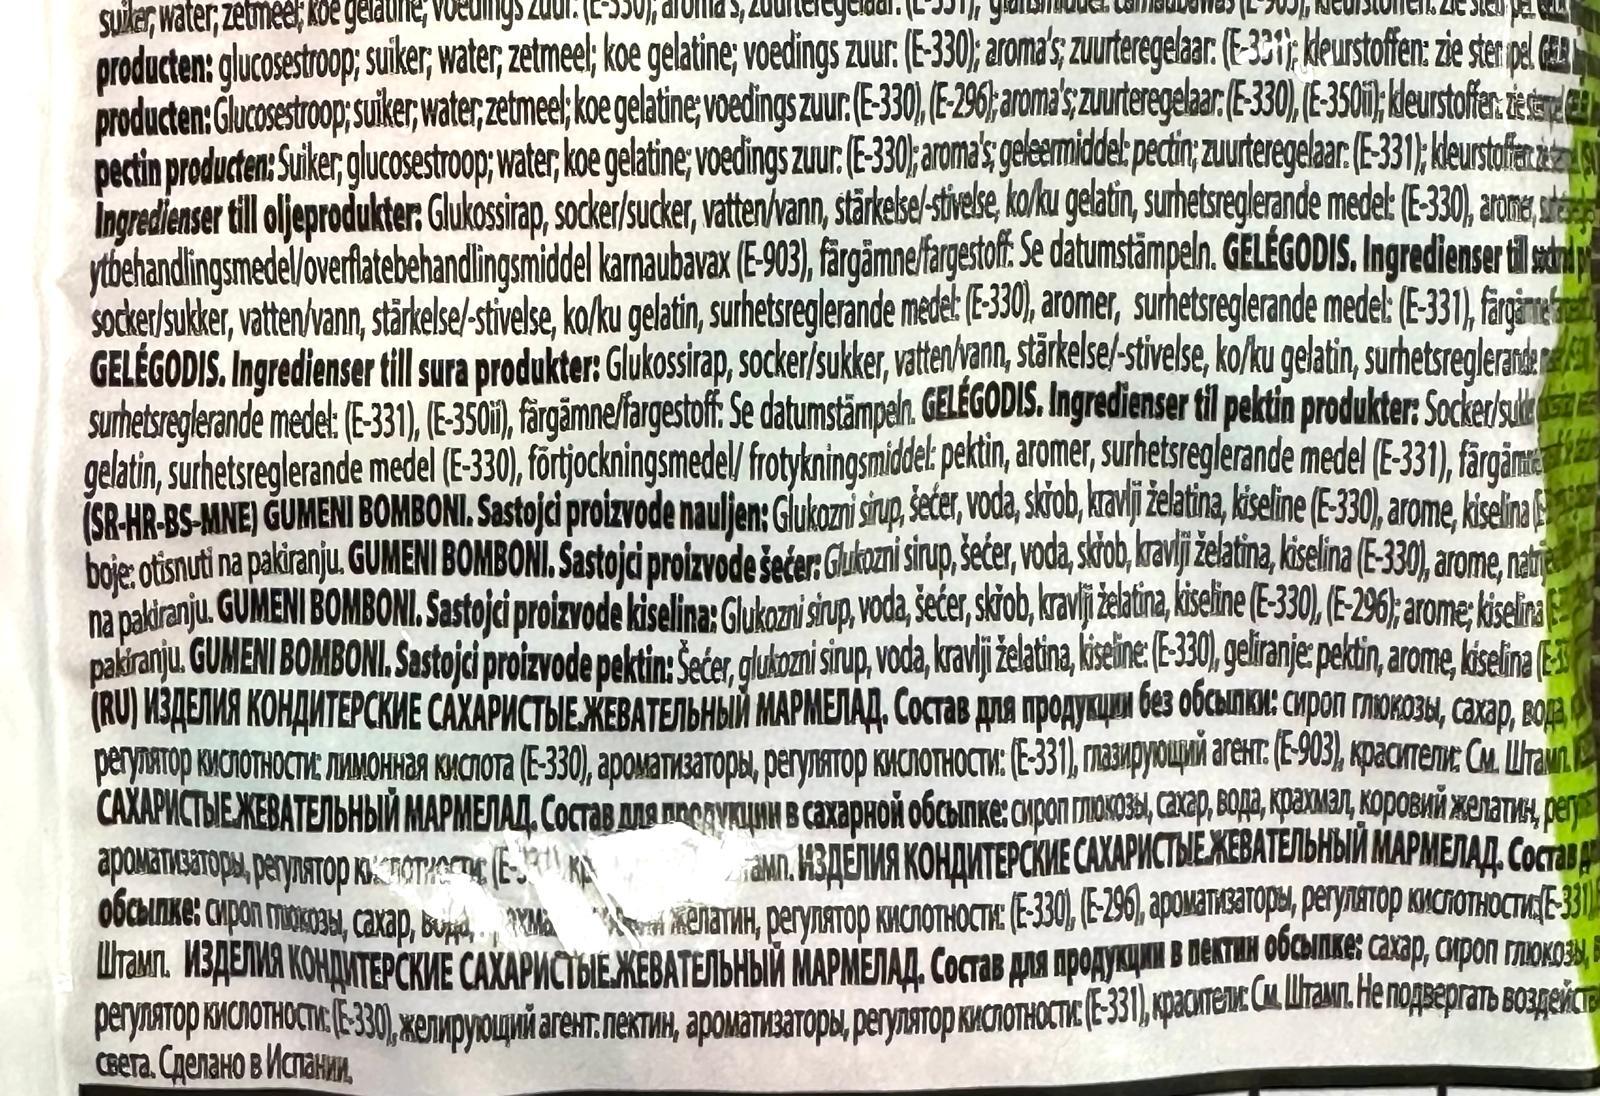 suiker, water; zetmeel; koe gelatine; voedings zuur: (E-330); aroma's, zuurteregelaar: (E-331), glansmiddel: carnaubawas (E-903), kleurstoffen:
producten: glucosestroop; suiker; water; zetmeel; koe gelatine; voedings zuur: (E-330); aroma's; zuurteregelaar: (E-331); kleurstoffen: zie stempel.
producten: Glucosestroop; suiker; water; zetmeel; koe gelatine; voedings zuur: (E-330), (E-296); aroma's; zuurteregelaar: (E-330), (E-350ii); kleurstoffen: zie
pectin producten: Suiker; glucosestroop; water; koe gelatine; voedings zuur: (E-330); aroma's; geleermiddel: pectin; zuurteregelaar: (E-331); kleurstoffen:
Ingredienser till oljeprodukter: Glukossirap, socker/sucker, vatten/vann, stärkelse/-stivelse, ko/ku gelatin, surhetsreglerande medel: (E-330), aromer,
ytbehandlingsmedel/overflatebehandlingsmiddel karnaubavax (E-903), färgämne/fargestoff: Se datumstämpeln. GELÉGODIS. Ingredienser till
socker/sukker, vatten/vann, stärkelse/-stivelse, ko/ku gelatin, surhetsreglerande medel: (E-330), aromer, surhetsreglerande medel: (E-331), färgämne
GELÉGODIS. Ingredienser till sura produkter: Glukossirap, socker/sukker, vatten/vann, stärkelse/-stivelse, ko/ku gelatin, surhetsreglerande
surhetsreglerande medel: (E-331), (E-350ii), färgämne/fargestoff: Se datumstämpeln. GELÉGODIS. Ingredienser til pektin produkter: Socker/sukk
gelatin, surhetsreglerande medel (E-330), förtjockningsmedel/ frotykningsmiddel: pektin, aromer, surhetsreglerande medel (E-331), färgämne
(SR-HR-BS-MNE) GUMENI BOMBONI. Sastojci proizvode nauljen: Glukozni sirup, šećer, voda, skrob, kravlji želatina, kiseline (E-330), arome, kiselina
boje: otisnuti na pakiranju. GUMENI BOMBONI. Sastojci proizvode šećer: Glukozni sirup, šećer, voda, skrob, kravlji želatina, kiselina (E-330), arome, natri
na pakiranju. GUMENI BOMBONI. Sastojci proizvode kiselina: Glukozni sirup, voda, šećer, skrob, kravlji želatina, kiseline (E-330), (E-296); arome; kiselina
pakiranju. GUMENI BOMBONI. Sastojci proizvode pektin: Šećer, glukozni sirup, voda, kravlji želatina, kiseline: (E-330), geliranje: pektin, arome, kiselina
(RU) ИЗДЕЛИЯ КОНДИТЕРСКИЕ САХАРИСТЫЕ.ЖЕВАТЕЛЬНЫЙ МАРМЕЛАД. Состав для продукции без обсыпки: сироп глюкозы, сахар, вода
регулятор кислотности: лимонная кислота (E-330), ароматизаторы, регулятор кислотности: (E-331), глазирующий агент: (E-903), красители: См. Штамп.
САХАРИСТЫЕ.ЖЕВАТЕЛЬНЫЙ МАРМЕЛАД. Состав для продукции в сахарной обсыпке: сироп глюкозы, сахар, вода, крахмал, коровий желатин, регу
ароматизаторы, регулятор кислотности: (E-331) Штамп. ИЗДЕЛИЯ КОНДИТЕРСКИЕ САХАРИСТЫЕ.ЖЕВАТЕЛЬНЫЙ МАРМЕЛАД. Состав
обсыпке: сироп глюкозы, сахар, вода, желатин, регулятор кислотности: (E-330), (E-296), ароматизаторы, регулятор кислотности:(E-331)
Штамп. ИЗДЕЛИЯ КОНДИТЕРСКИЕ САХАРИСТЫЕ.ЖЕВАТЕЛЬНЫЙ МАРМЕЛАД. Состав для продукции в пектин обсыпке: сахар, сироп глюкозы,
регулятор кислотности: (E-330), желирующий агент: пектин, ароматизаторы, регулятор кислотности: (E-331), красители: См. Штамп. Не подвергать воздейств
света. Сделано в Испании.